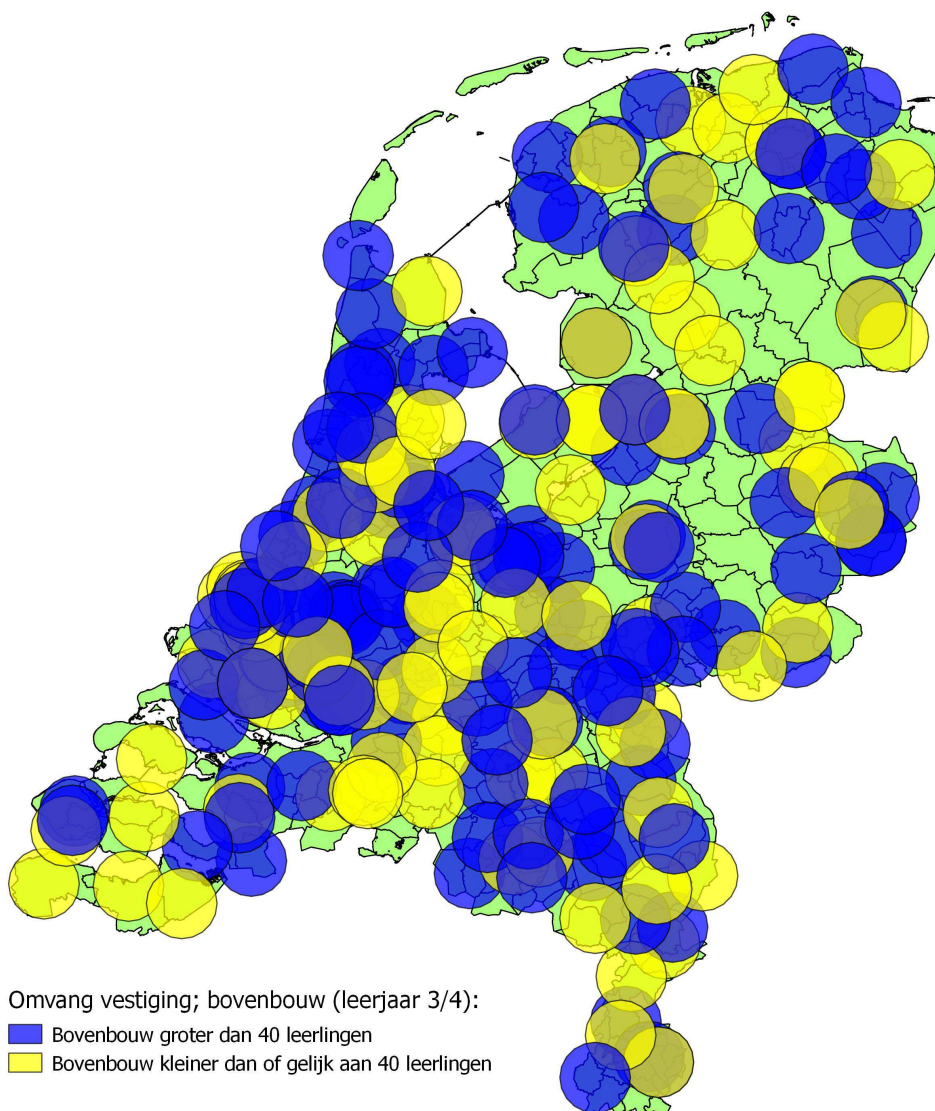 Omvang vestiging; bovenbouw (leerjaar 3/4):
Bovenbouw groter dan 40 leerlingen
Bovenbouw kleiner dan of gelijk aan 40 leerlingen